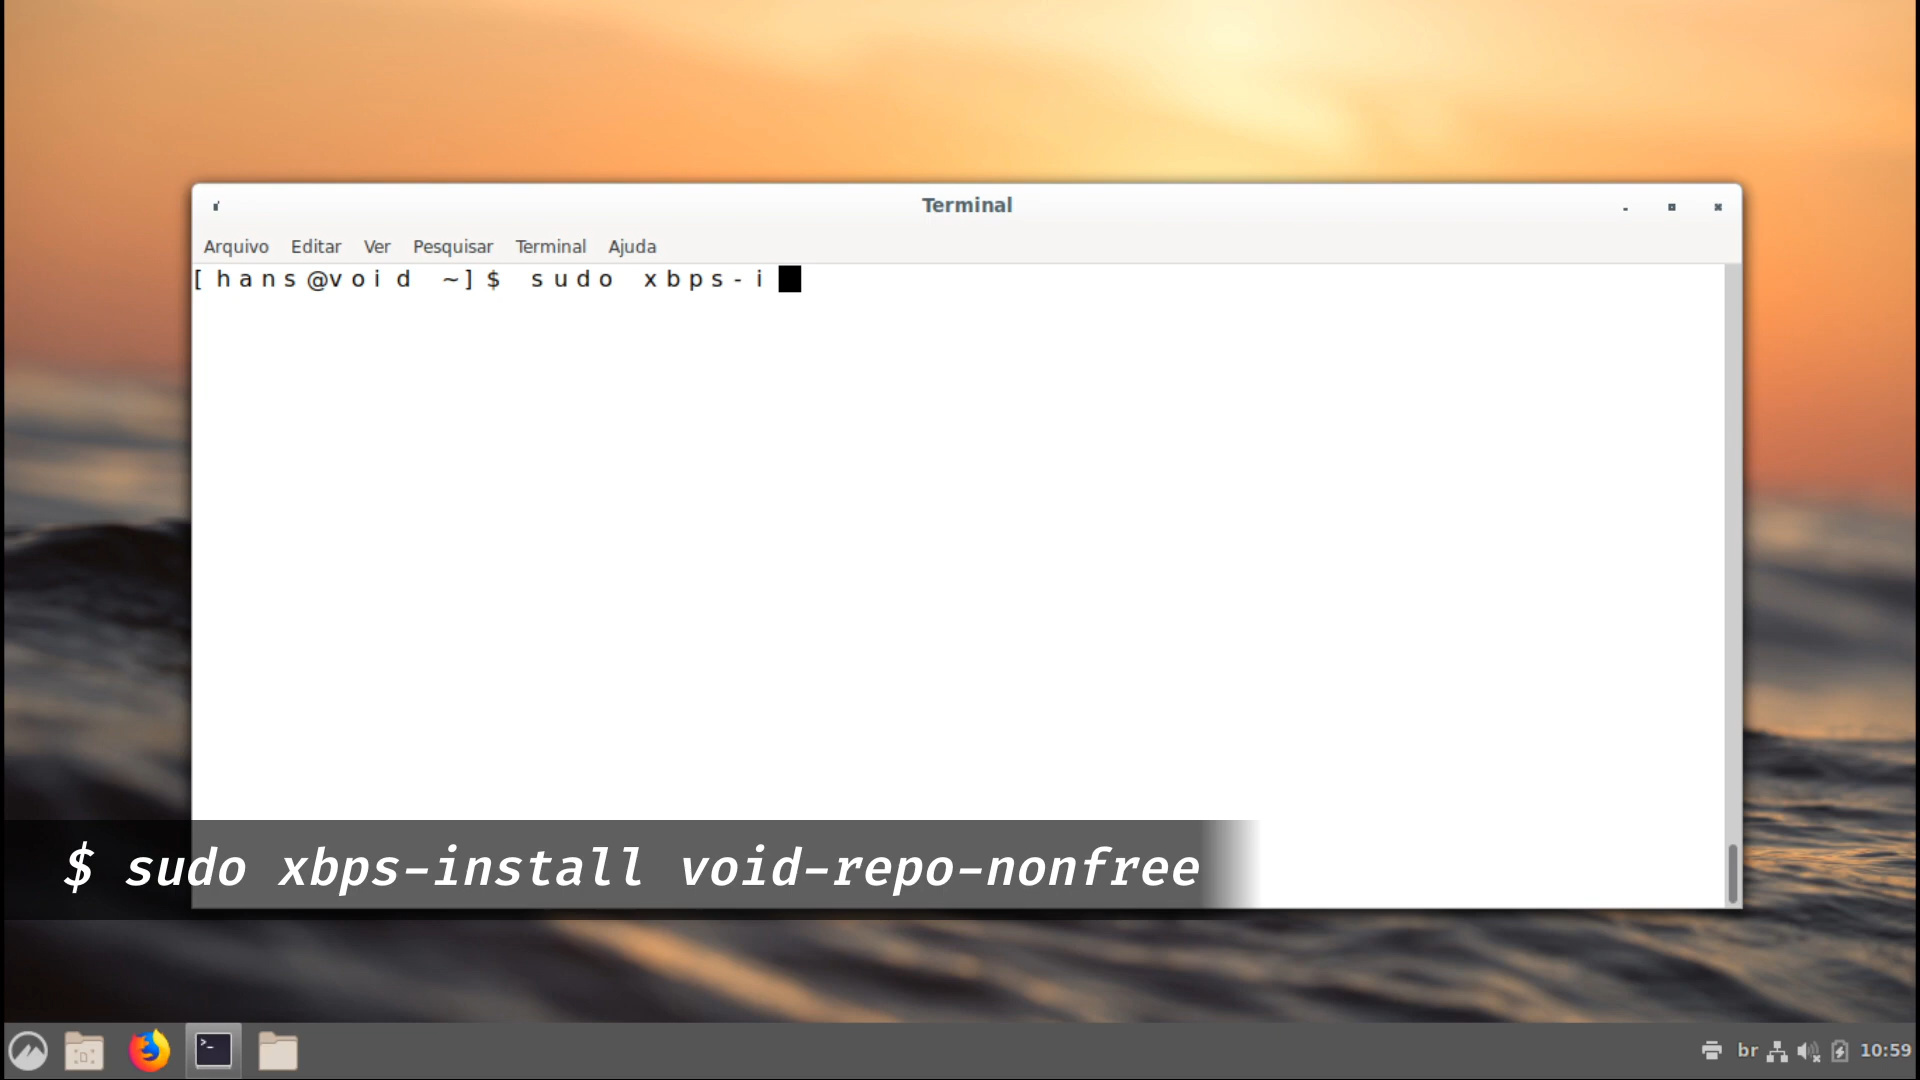 Terminal
Arquivo Editar Ver Pesquisar Terminal Ajuda
[hans@void ~]$ sudo xbps-i
$ sudo xbps-install void-repo-nonfree
br 10:59